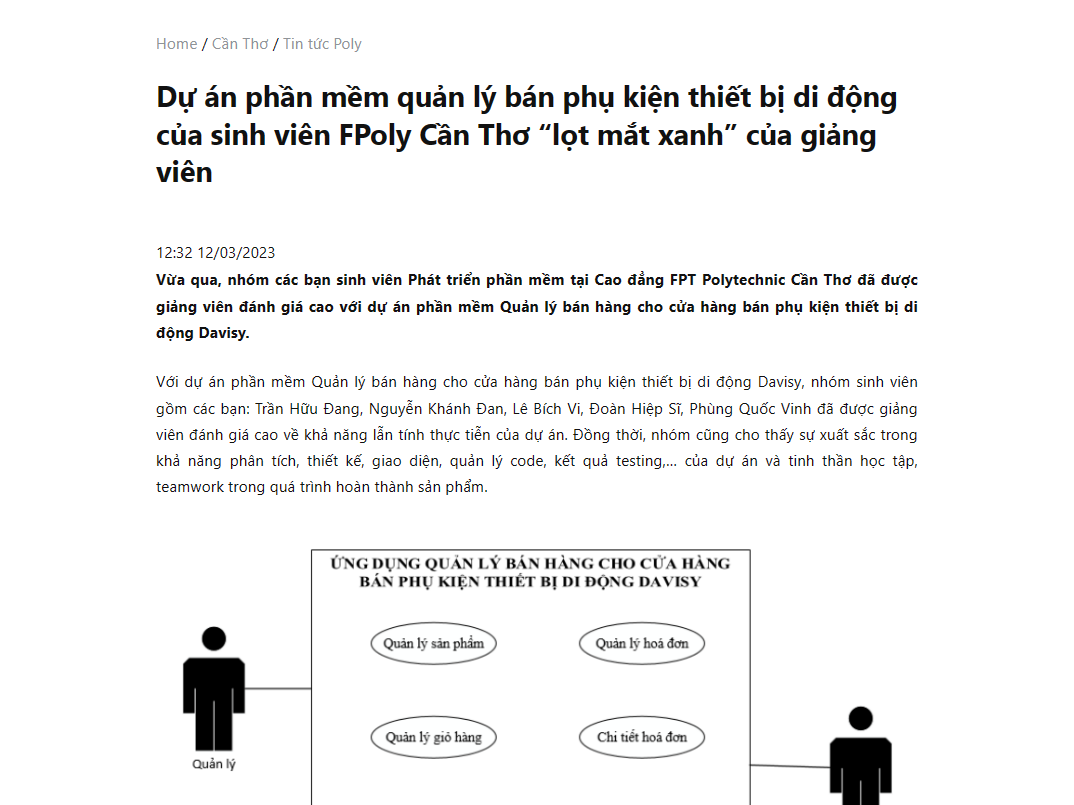 Home / Cần Thơ / Tin tức Poly
Dự án phần mềm quản lý bán phụ kiện thiết bị di động
của sinh viên FPoly Cần Thơ “lọt mắt xanh” của giảng
viên
12:32 12/03/2023
Vừa qua, nhóm các bạn sinh viên Phát triển phần mềm tại Cao đẳng FPT Polytechnic Cần Thơ đã được
giảng viên đánh giá cao với dự án phần mềm Quản lý bán hàng cho cửa hàng bán phụ kiện thiết bị di
động Davisy.
Với dự án phần mềm Quản lý bán hàng cho cửa hàng bán phụ kiện thiết bị di động Davisy, nhóm sinh viên
gồm các bạn: Trần Hữu Đang, Nguyễn Khánh Đan, Lê Bích Vi, Đoàn Hiệp Sĩ, Phùng Quốc Vinh đã được giảng
viên đánh giá cao về khả năng lẫn tính thực tiễn của dự án. Đồng thời, nhóm cũng cho thấy sự xuất sắc trong
khả năng phân tích, thiết kế, giao diện, quản lý code, kết quả testing,... của dự án và tinh thần học tập,
teamwork trong quá trình hoàn thành sản phẩm.
ỨNG DỤNG QUẢN LÝ BÁN HÀNG CHO CỬA HÀNG
BÁN PHỤ KIỆN THIẾT BỊ DI ĐỘNG DAVISY
Quản lý sản phẩm
Quản lý hoá đơn
Quản lý giỏ hàng
Chi tiết hoá đơn
Quản lý